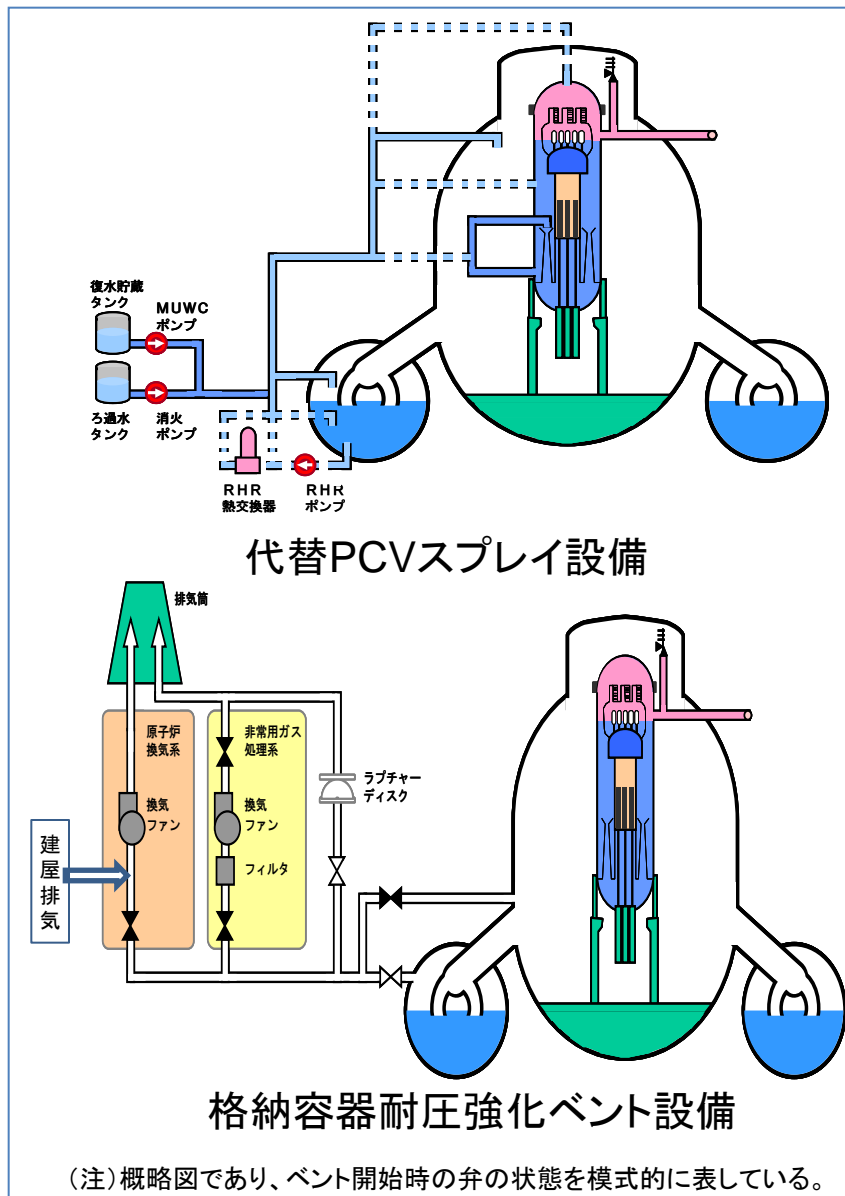 復水貯蔵
タンク
MUWC
ポンプ
ろ過水
タンク
消火
ポンプ
RHR
熱交換器
RHR
ポンプ
代替PCVスプレイ設備
排気筒
原子炉
換気系
非常用ガス
処理系
ラプチャー
ディスク
換気
ファン
換気
ファン
建屋排気
フィルタ
格納容器耐圧強化ベント設備
(注)概略図であり、ベント開始時の弁の状態を模式的に表している。